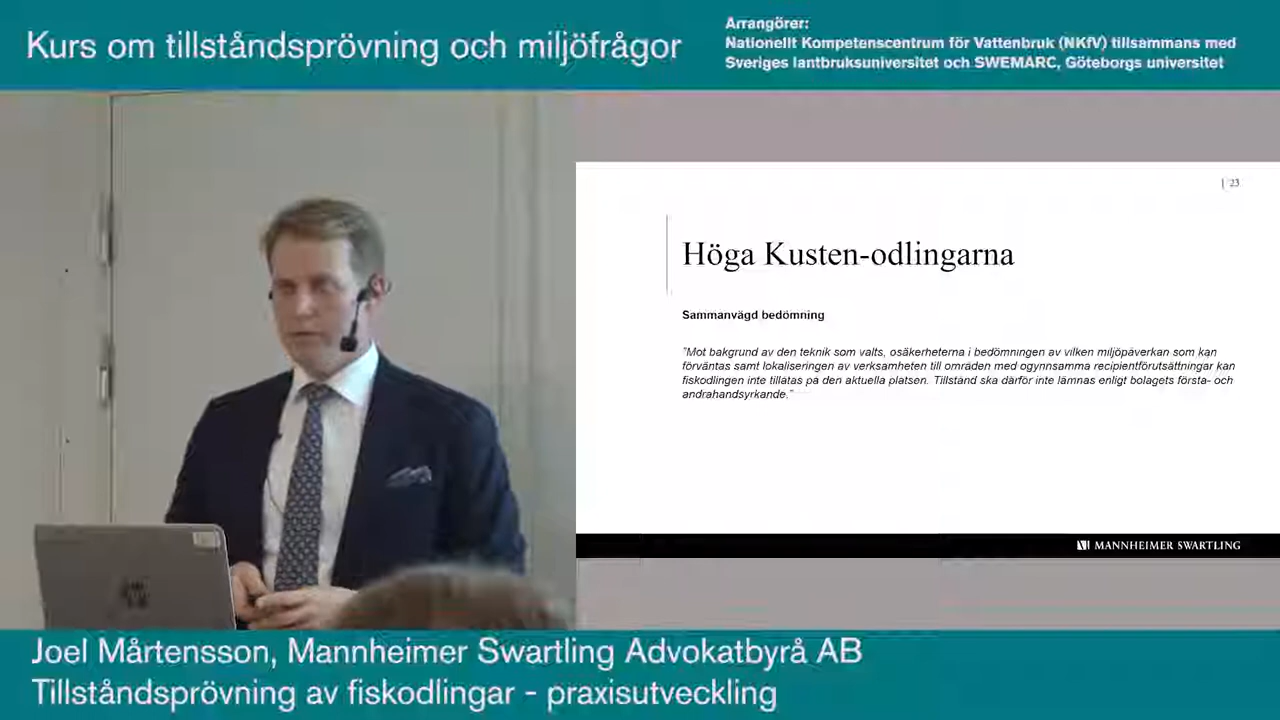 Kurs om tillståndsprövning och miljöfrågor
Arrangörer:
Nationellt Kompetenscentrum för Vattenbruk (NKfV) tillsammans med
Sveriges lantbruksuniversitet och SWEMARC, Göteborgs universitet
| 23
Höga Kusten-odlingarna
Sammanvägd bedömning
"Mot bakgrund av den teknik som valts, osäkerheterna i bedömningen av vilken miljöpåverkan som kan
förväntas samt lokaliseringen av verksamheten till områden med ogynnsamma recipientförutsättningar kan
fiskodlingen inte tillåtas på den aktuella platsen. Tillstånd ska därför inte lämnas enligt bolagets första- och
andrahandsyrkande."
MANNHEIMER SWARTLING
Joel Mårtensson, Mannheimer Swartling Advokatbyrå AB
Tillståndsprövning av fiskodlingar - praxisutveckling